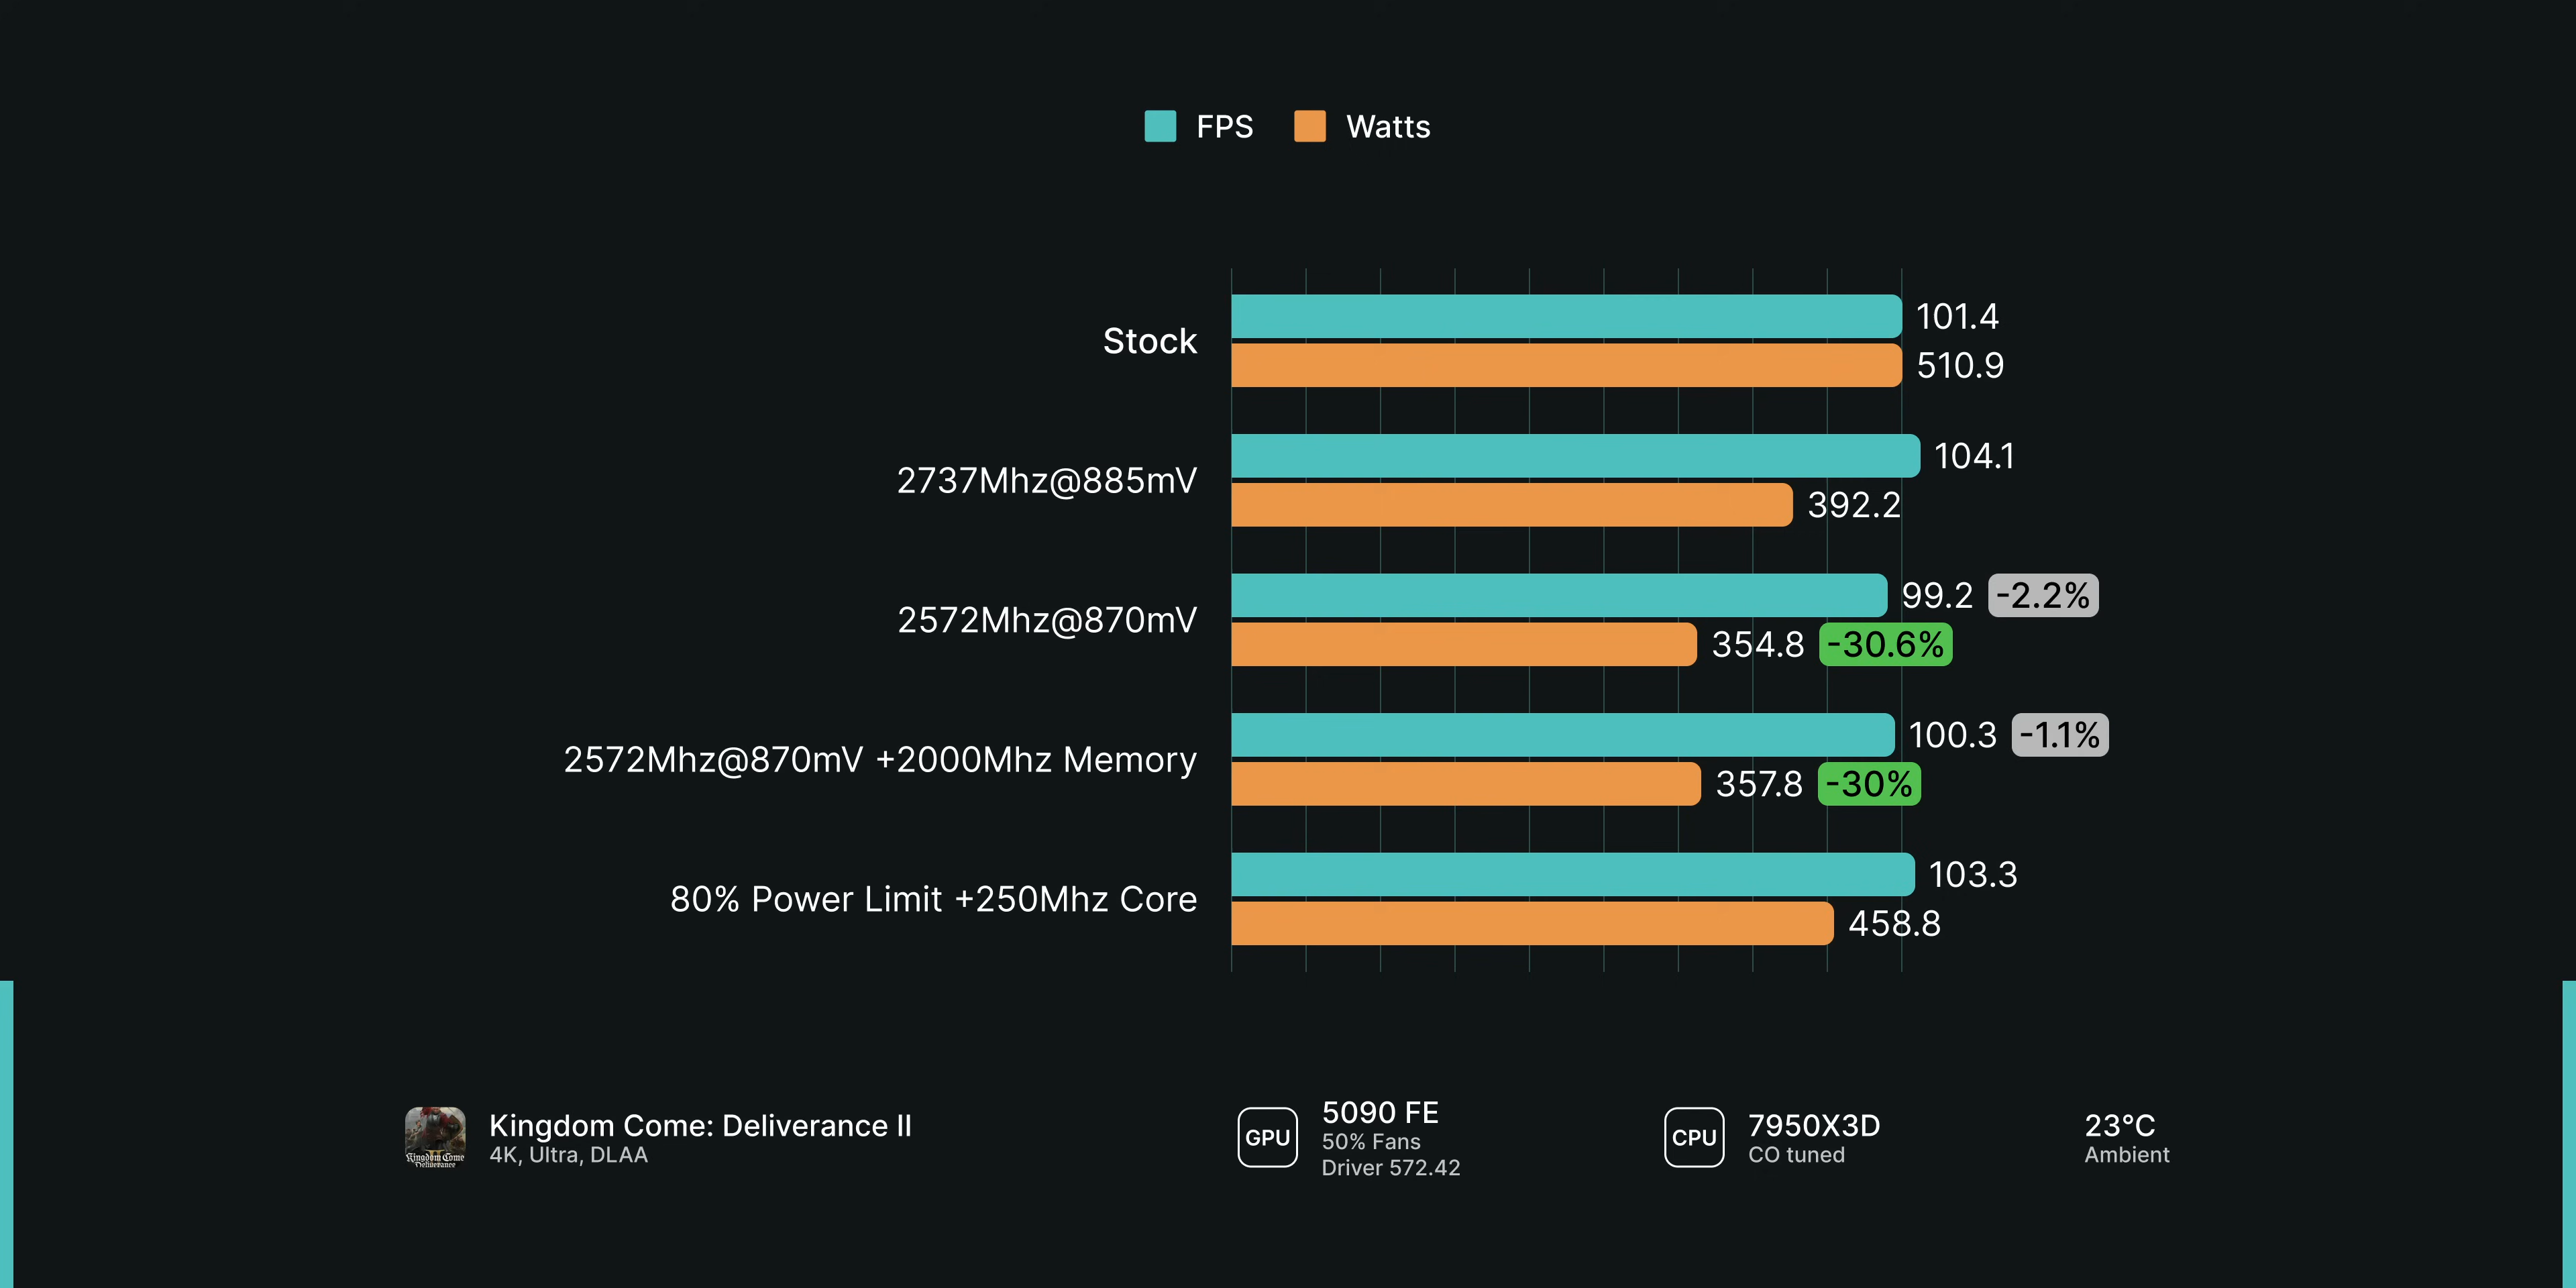 FPS
Watts
Stock
101.4
510.9
2737Mhz@885mV
104.1
392.2
2572Mhz@870mV
99.2 -2.2%
354.8 -30.6%
2572Mhz@870mV +2000Mhz Memory
100.3 -1.1%
357.8 -30%
80% Power Limit +250Mhz Core
103.3
458.8
Kingdom Come
Deliverance
Kingdom Come: Deliverance II
4K, Ultra, DLAA
GPU
5090 FE
50% Fans
Driver 572.42
CPU
7950X3D
CO tuned
23°C
Ambient